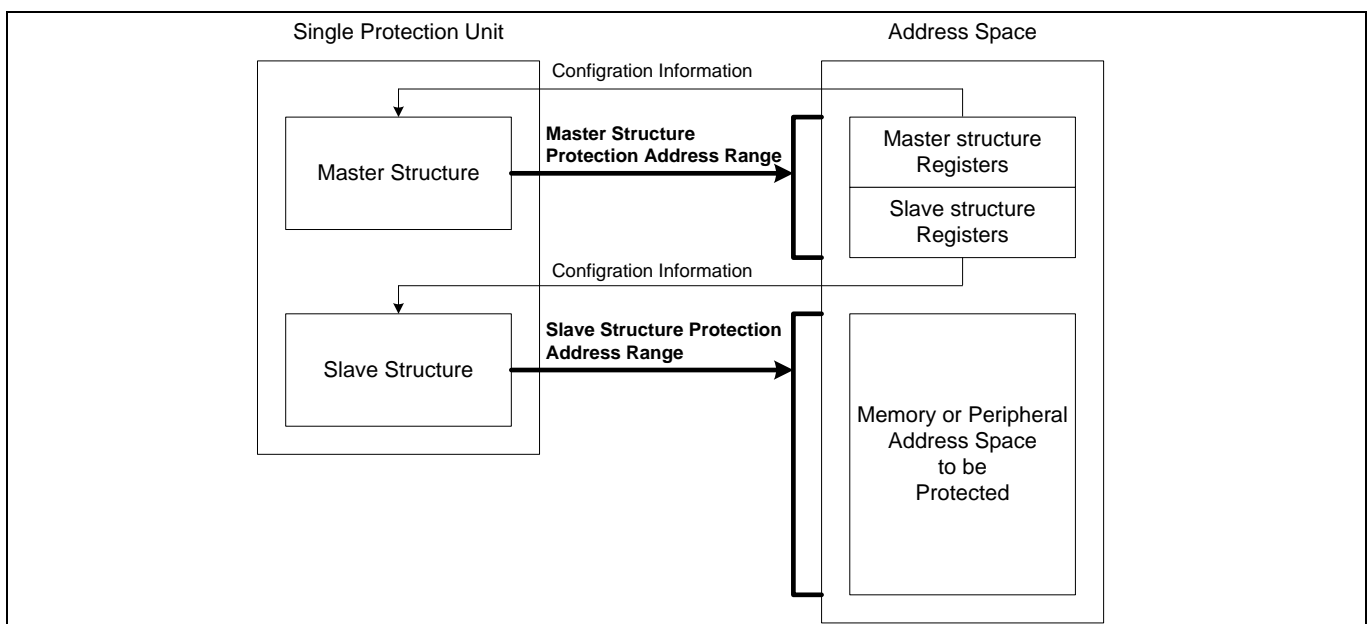 Single Protection Unit
Address Space
Configration Information
Master Structure
Master Structure
Protection Address Range
Master structure
Registers
Slave structure
Registers
Configration Information
Slave Structure
Slave Structure Protection
Address Range
Memory or Peripheral
Address Space
to be
Protected